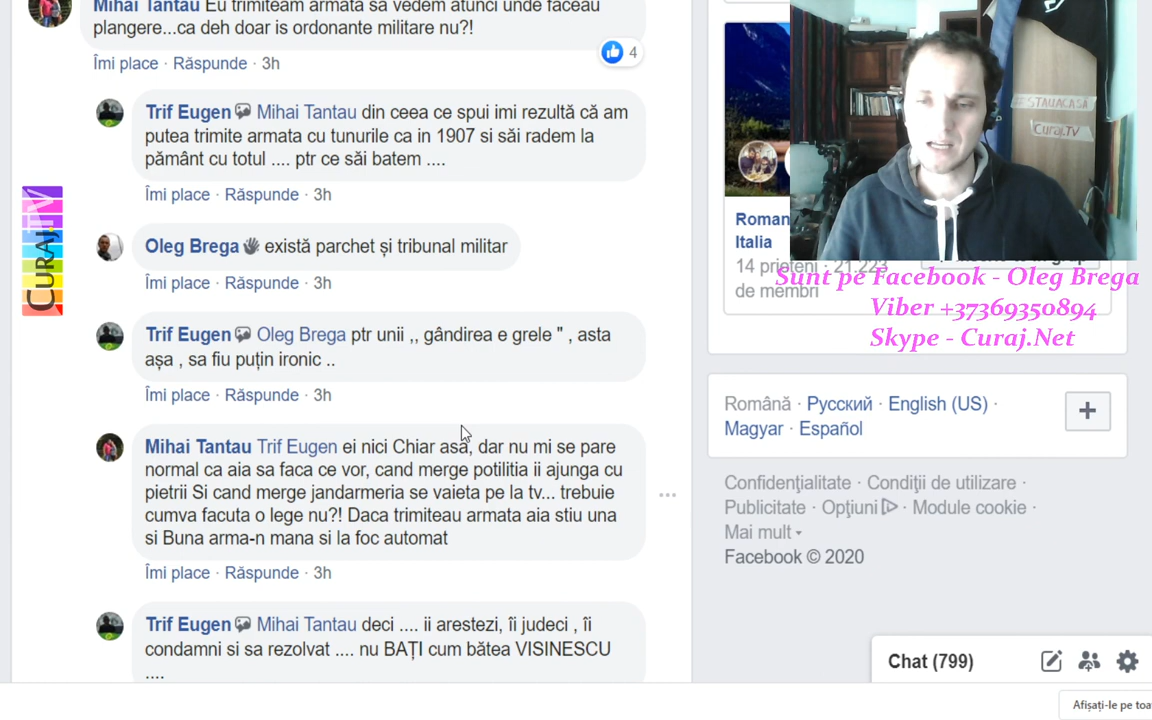 Mihai Tantau Eu trimiteam armata sa vedem atunci unde faceau
plangere...ca deh doar is ordonante militare nu?!
4
Îmi place · Răspunde · 3h
Trif Eugen Mihai Tantau din ceea ce spui imi rezultă că am
putea trimite armata cu tunurile ca in 1907 si săi radem la
pământ cu totul .... ptr ce săi batem ....
Îmi place · Răspunde · 3h
Oleg Brega există parchet și tribunal militar
Îmi place · Răspunde · 3h
Trif Eugen Oleg Brega ptr unii ,, gândirea e grele " , asta
așa , sa fiu puțin ironic ..
Îmi place · Răspunde · 3h
Mihai Tantau Trif Eugen ei nici Chiar asa, dar nu mi se pare
normal ca aia sa faca ce vor, cand merge potilitia ii ajunga cu
pietrii Si cand merge jandarmeria se vaieta pe la tv... trebuie
cumva facuta o lege nu?! Daca trimiteau armata aia stiu una
si Buna arma-n mana si la foc automat
Îmi place · Răspunde · 3h
Trif Eugen Mihai Tantau deci .... ii arestezi, îi judeci , îi
condamni si sa rezolvat .... nu BAȚI cum bătea VISINESCU
....
CURAJ.TV
#STAUACASA
Curaj.TV
Roman
Italia
14 prieteni · 21.223
de membri
Sunt pe Facebook - Oleg Brega
Viber +37369350894
Skype - Curaj.Net
Română · Русский · English (US) ·
Magyar · Español
Confidenţialitate · Condiţii de utilizare ·
Publicitate · Opţiuni · Module cookie ·
Mai mult
Facebook © 2020
Chat (799)
Afișați-le pe toa